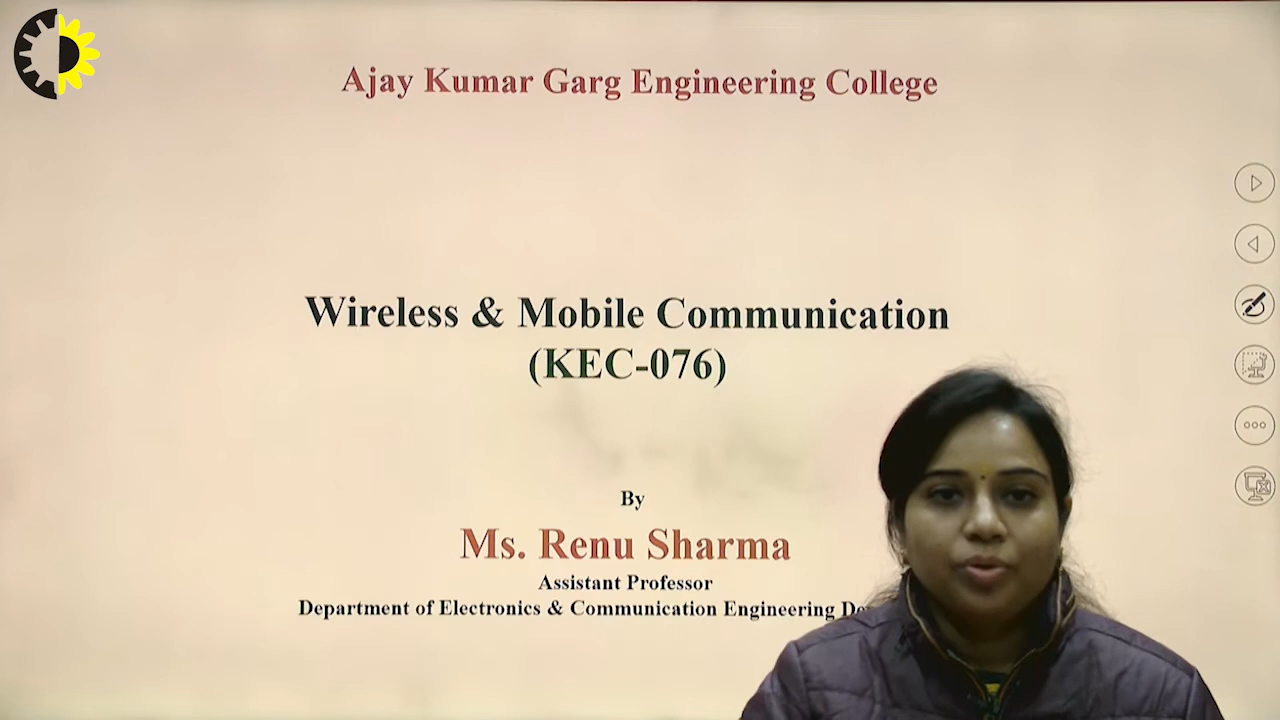 Ajay Kumar Garg Engineering College
Wireless & Mobile Communication
(KEC-076)
By
Ms. Renu Sharma
Assistant Professor
Department of Electronics & Communication Engineering